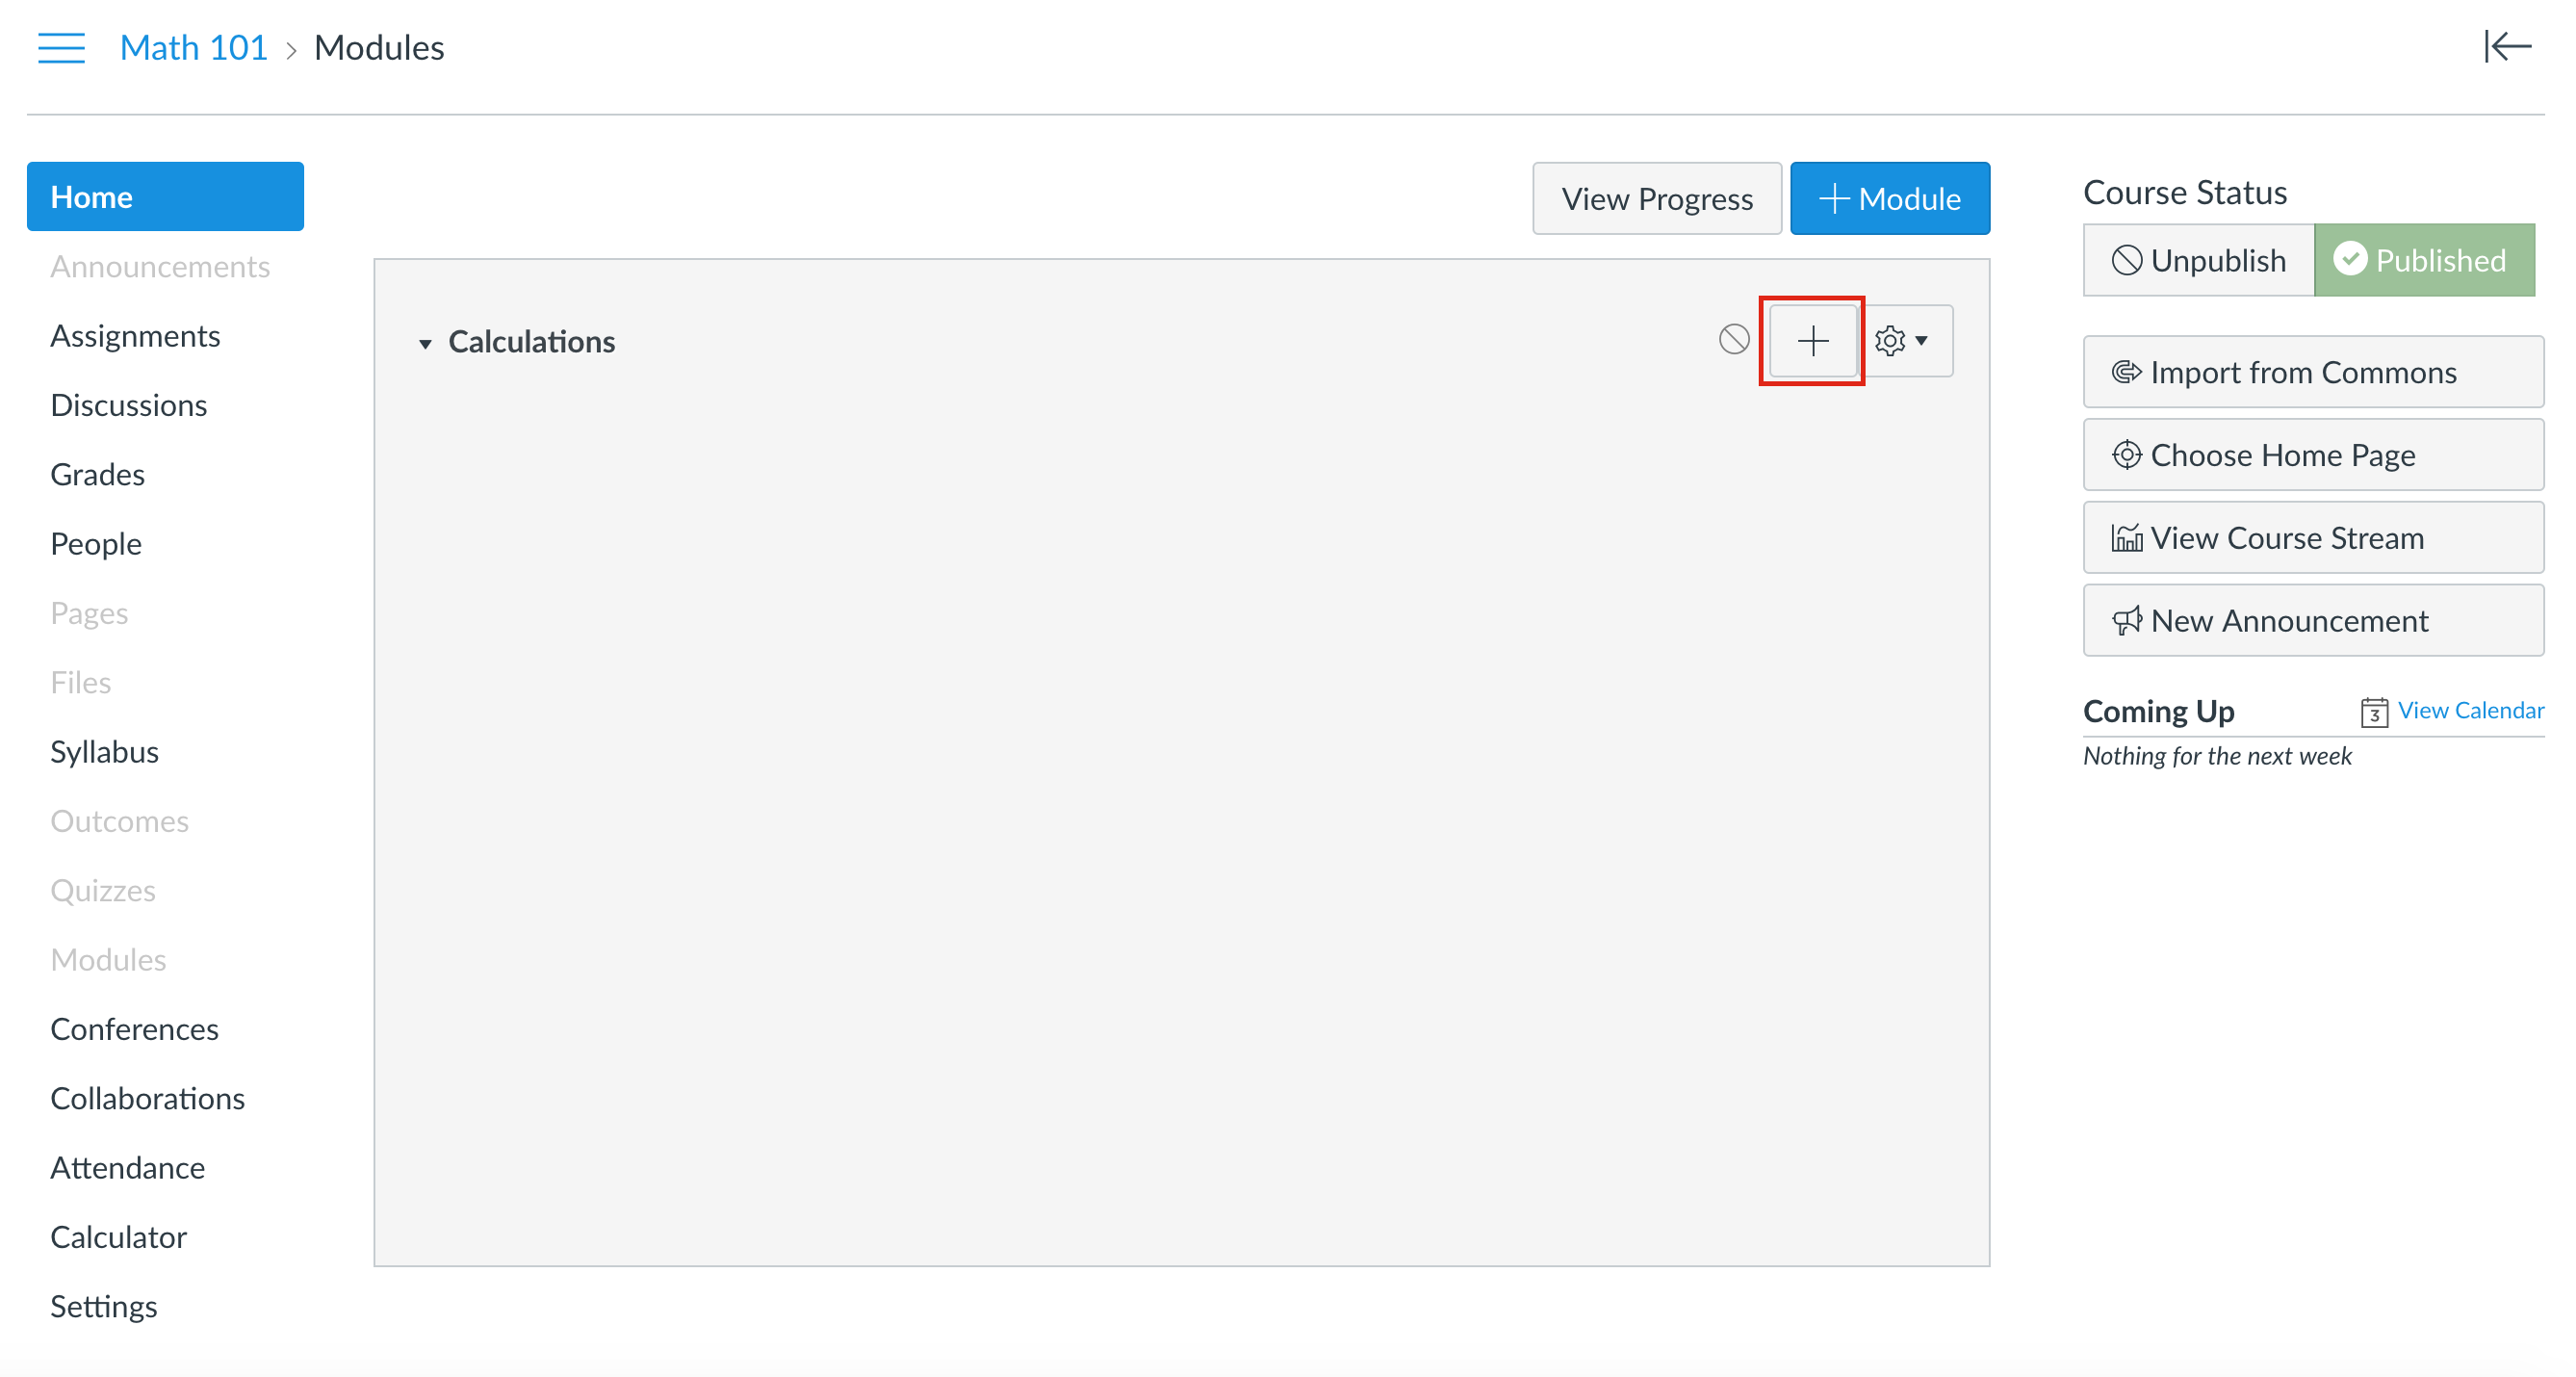 Math 101 > Modules
Home
Announcements
Assignments
Discussions
Grades
People
Pages
Files
Syllabus
Outcomes
Quizzes
Modules
Conferences
Collaborations
Attendance
Calculator
Settings
View Progress
+ Module
Calculations
Course Status
Unpublish
Published
Import from Commons
Choose Home Page
View Course Stream
New Announcement
Coming Up
3 View Calendar
Nothing for the next week